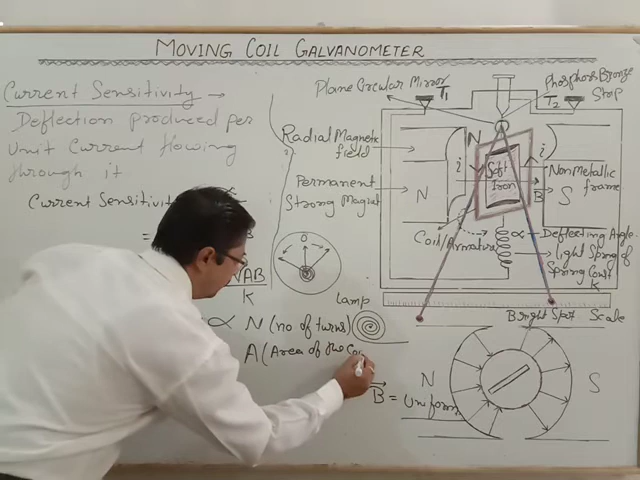 MOVING COIL GALVANOMETER
Current Sensitivity →
Deflection produced per
Unit Current flowing
through it
Current Sensitivity
NAB
K
∝ N (no of turns)
A (Area of the Co
Plane Circular Mirror
T1
Phosphor Bronze
Strip
T2
Radial Magnetic
field
Permanent
Strong Magnet
N
N
i
Soft
Iron
i
B
S
Non Metallic
frame
Coil/Armature
α
Deflecting Angle
light Spring of
Spring Const
K
0
lamp
Bright Spot Scale
N
S
B = Uniform